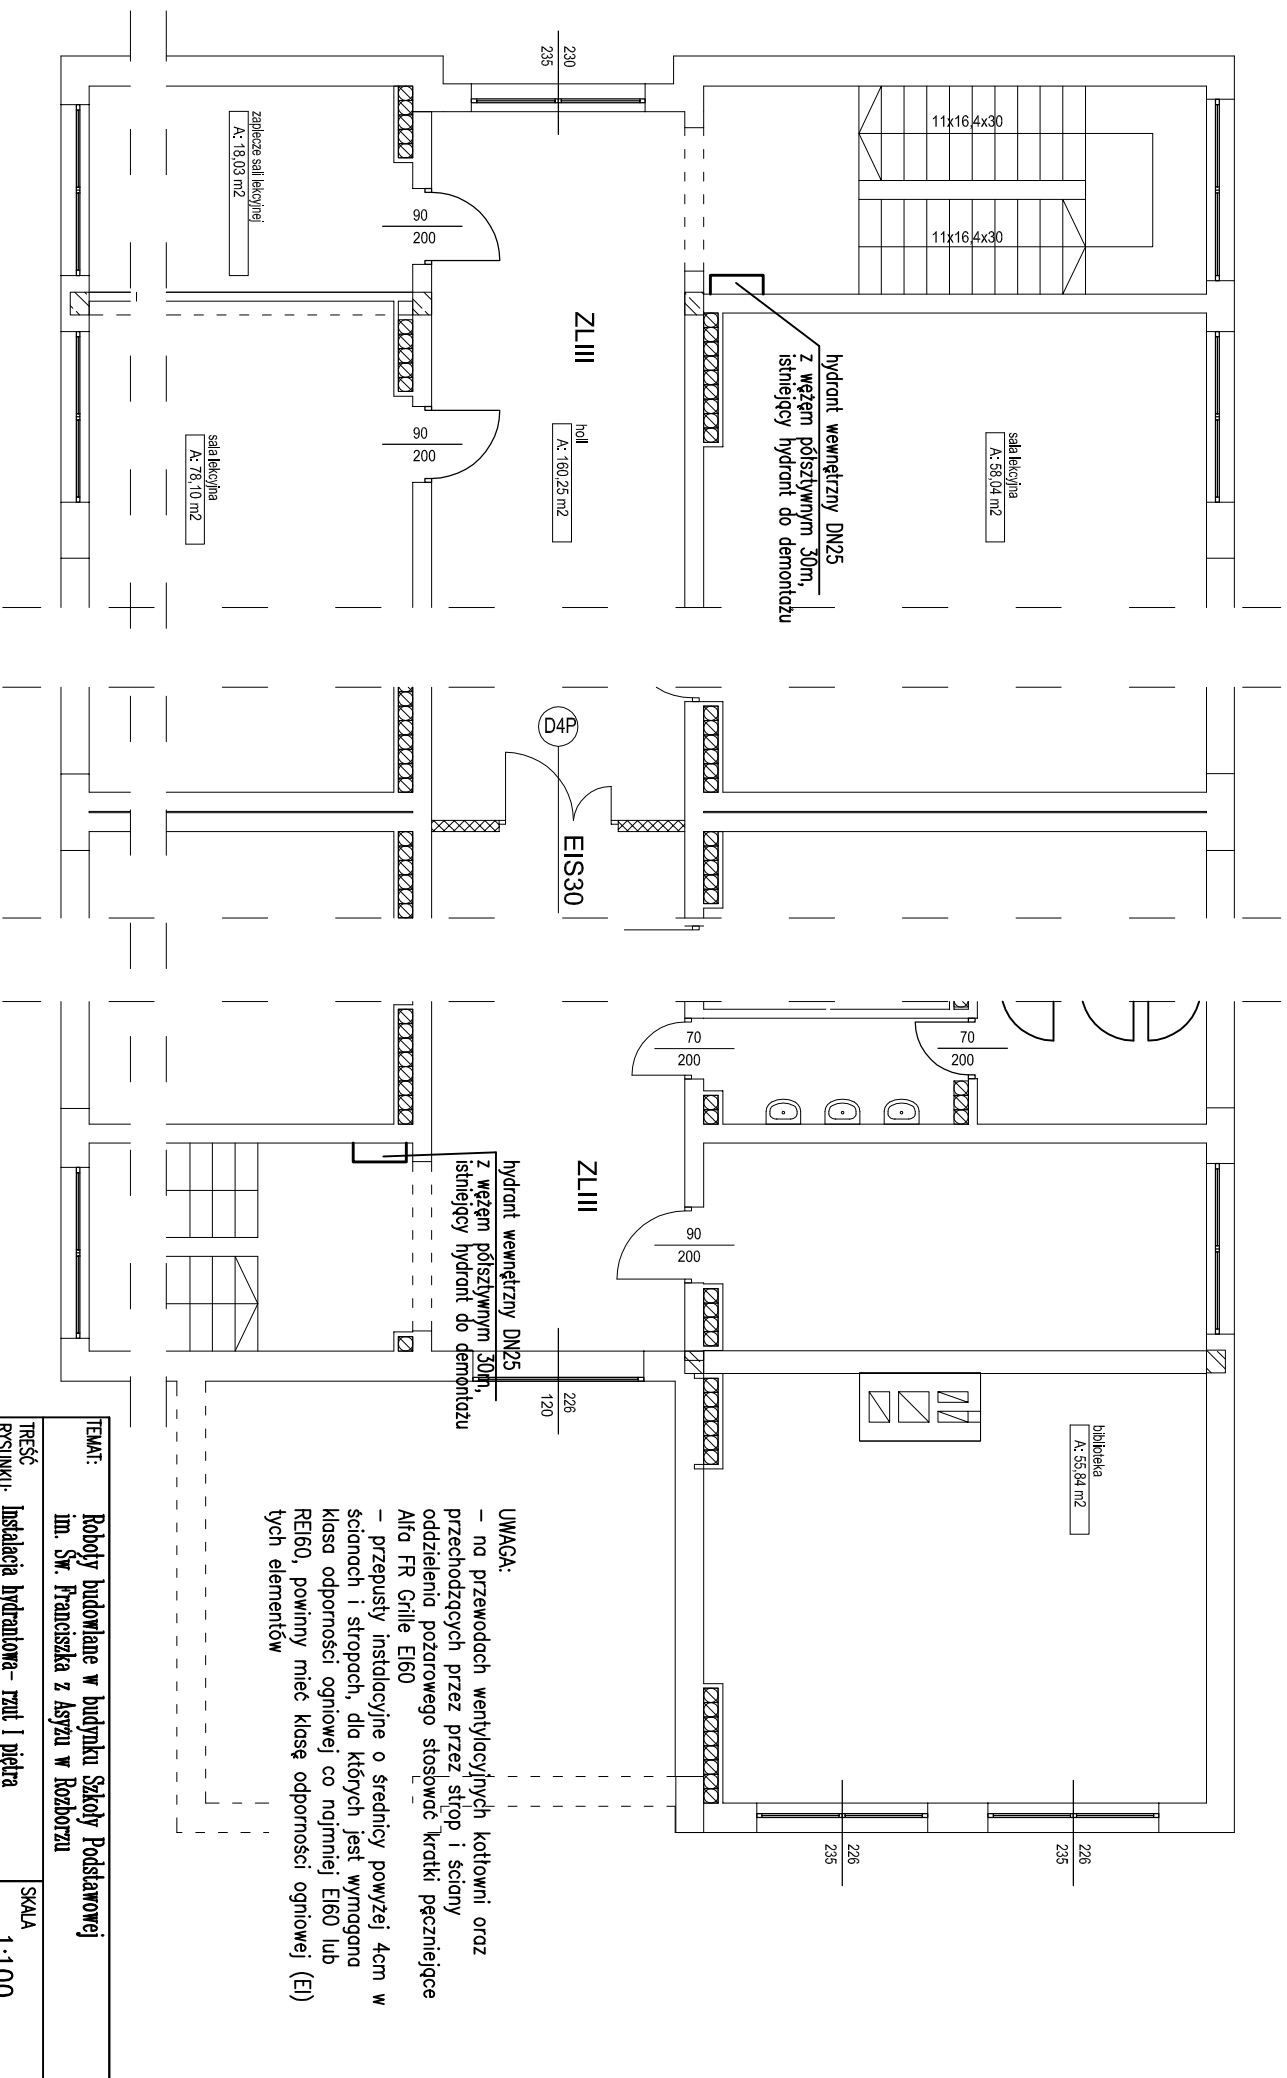 230
235
11x16,4x30
11x16,4x30
zaplecze sali lekcyjnej
A: 18,03 m2
90
200
ZLIII
hydrant wewnętrzny DN25
z wężem półsztywnym 30m,
istniejący hydrant do demontażu
sala lekcyjna
A: 58,04 m2
holl
A: 160,25 m2
90
200
sala lekcyjna
A: 78,10 m2
D4P
EIS30
70
200
70
200
ZLIII
hydrant wewnętrzny DN25
z wężem półsztywnym 30m,
istniejący hydrant do demontażu
90
200
226
120
biblioteka
A: 55,84 m2
UWAGA:
– na przewodach wentylacyjnych kotłowni oraz
przechodzących przez przez strop i ściany
oddzielenia pożarowego stosować kratki pęczniejące
Alfa FR Grille EI60
– przepusty instalacyjne o średnicy powyżej 4cm w
ścianach i stropach, dla których jest wymagana
klasa odporności ogniowej co najmniej EI60 lub
REI60, powinny mieć klasę odporności ogniowej (EI)
tych elementów
226
235
226
235
TEMAT:
Roboty budowlane w budynku Szkoły Podstawowej
im. Św. Franciszka z Asyżu w Rozborzu
TREŚĆ
RYSUNKU: Instalacja hydrantowa- rzut I piętra
SKALA
1:100